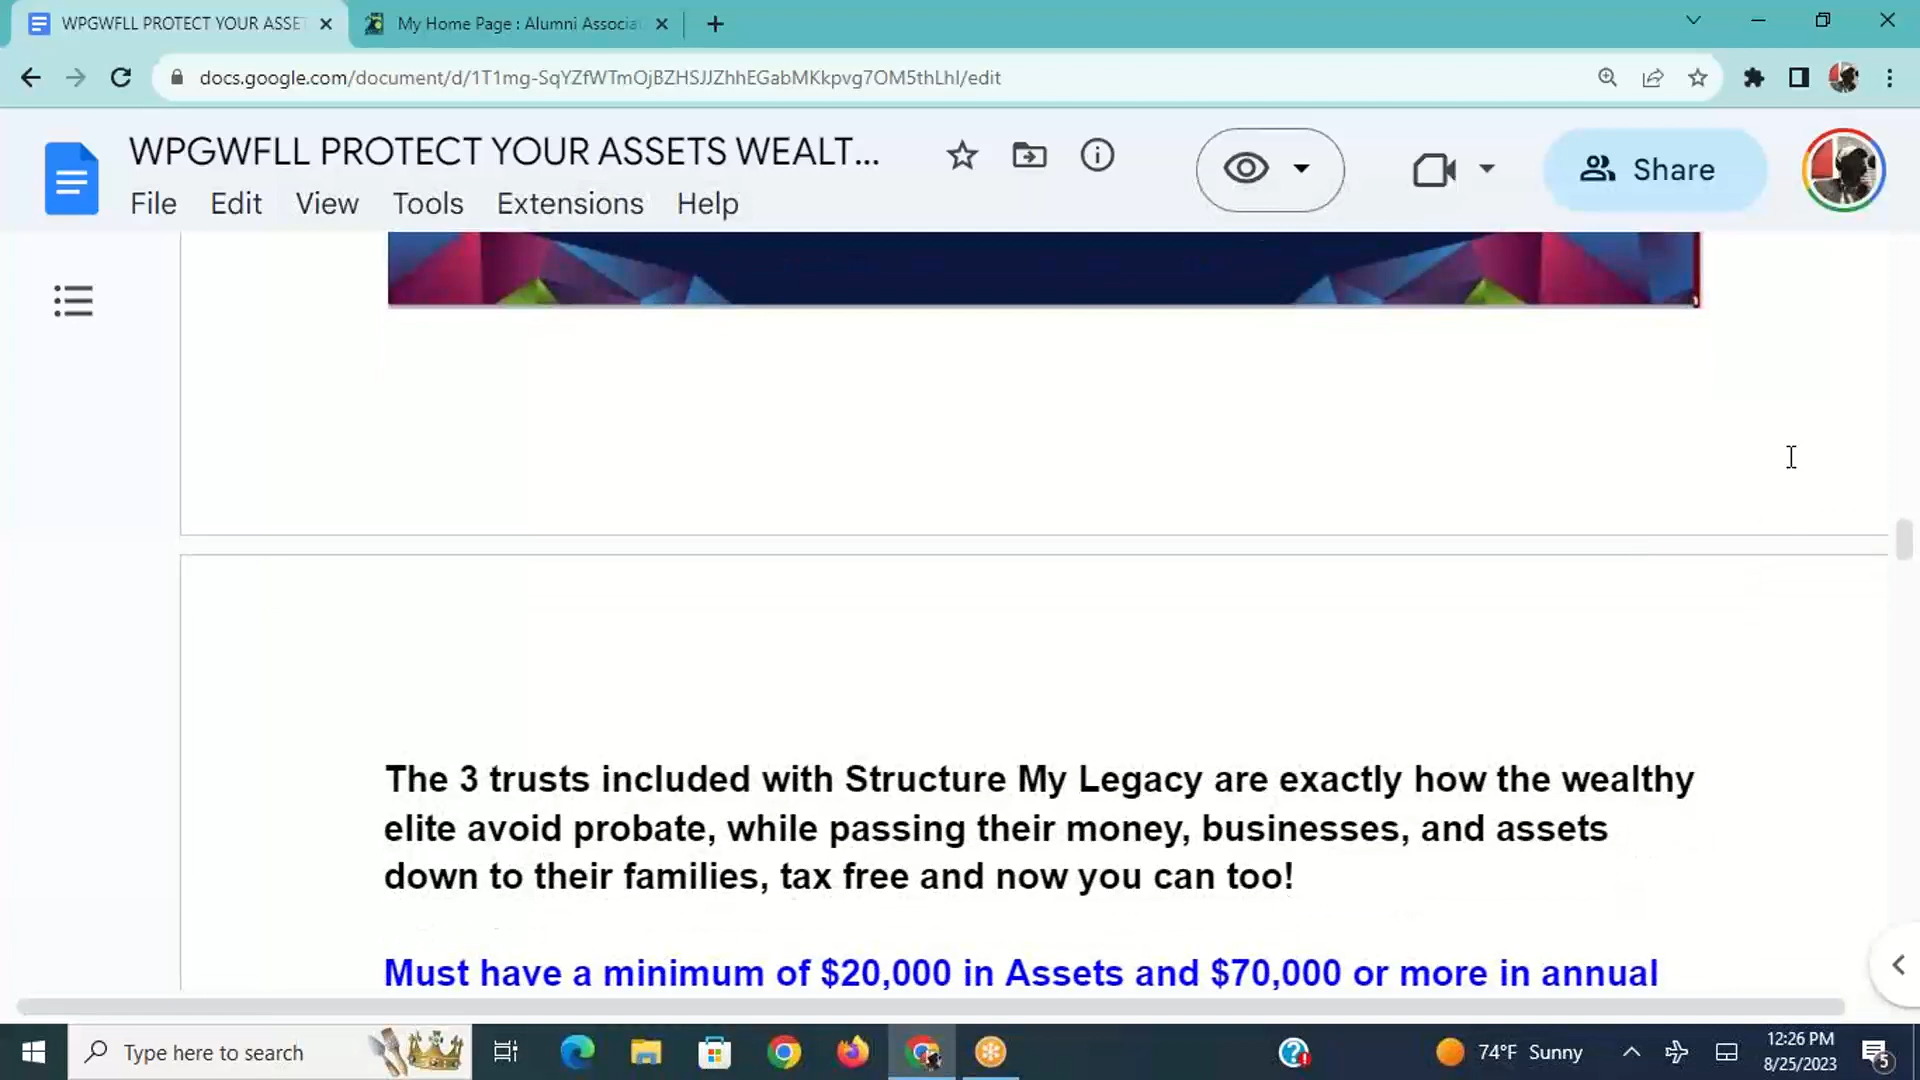 WPGWFLL PROTECT YOUR ASSE
My Home Page : Alumni Associa
docs.google.com/document/d/1T1mg-SqYZfWTmOjBZHSJJZhhEGabMKkpvg7OM5thLhI/edit
WPGWFLL PROTECT YOUR ASSETS WEALT...
Share
File Edit View Tools Extensions Help
The 3 trusts included with Structure My Legacy are exactly how the wealthy
elite avoid probate, while passing their money, businesses, and assets
down to their families, tax free and now you can too!
Must have a minimum of $20,000 in Assets and $70,000 or more in annual
Type here to search
74°F Sunny
12:26 PM
8/25/2023
5